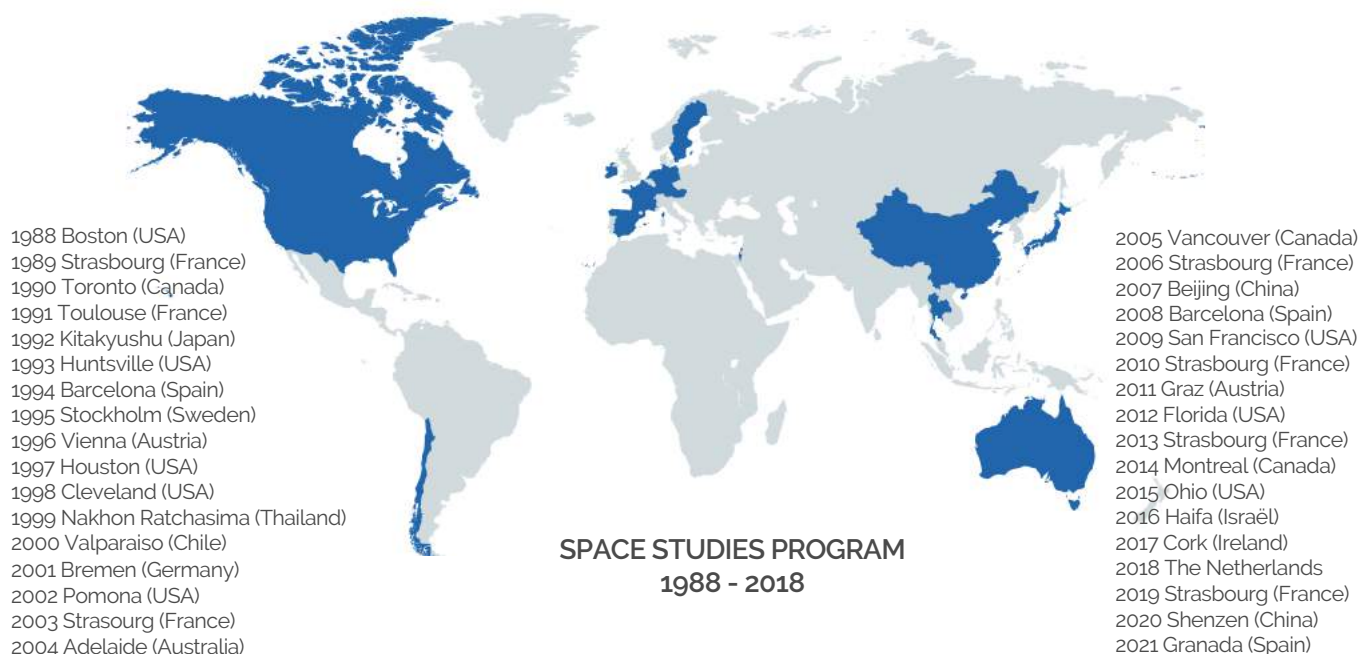 1988 Boston (USA)
1989 Strasbourg (France)
1990 Toronto (Canada)
1991 Toulouse (France)
1992 Kitakyushu (Japan)
1993 Huntsville (USA)
1994 Barcelona (Spain)
1995 Stockholm (Sweden)
1996 Vienna (Austria)
1997 Houston (USA)
1998 Cleveland (USA)
1999 Nakhon Ratchasima (Thailand)
2000 Valparaiso (Chile)
2001 Bremen (Germany)
2002 Pomona (USA)
2003 Strasourg (France)
2004 Adelaide (Australia)
SPACE STUDIES PROGRAM
1988 - 2018
2005 Vancouver (Canada)
2006 Strasbourg (France)
2007 Beijing (China)
2008 Barcelona (Spain)
2009 San Francisco (USA)
2010 Strasbourg (France)
2011 Graz (Austria)
2012 Florida (USA)
2013 Strasbourg (France)
2014 Montreal (Canada)
2015 Ohio (USA)
2016 Haifa (Israël)
2017 Cork (Ireland)
2018 The Netherlands
2019 Strasbourg (France)
2020 Shenzen (China)
2021 Granada (Spain)